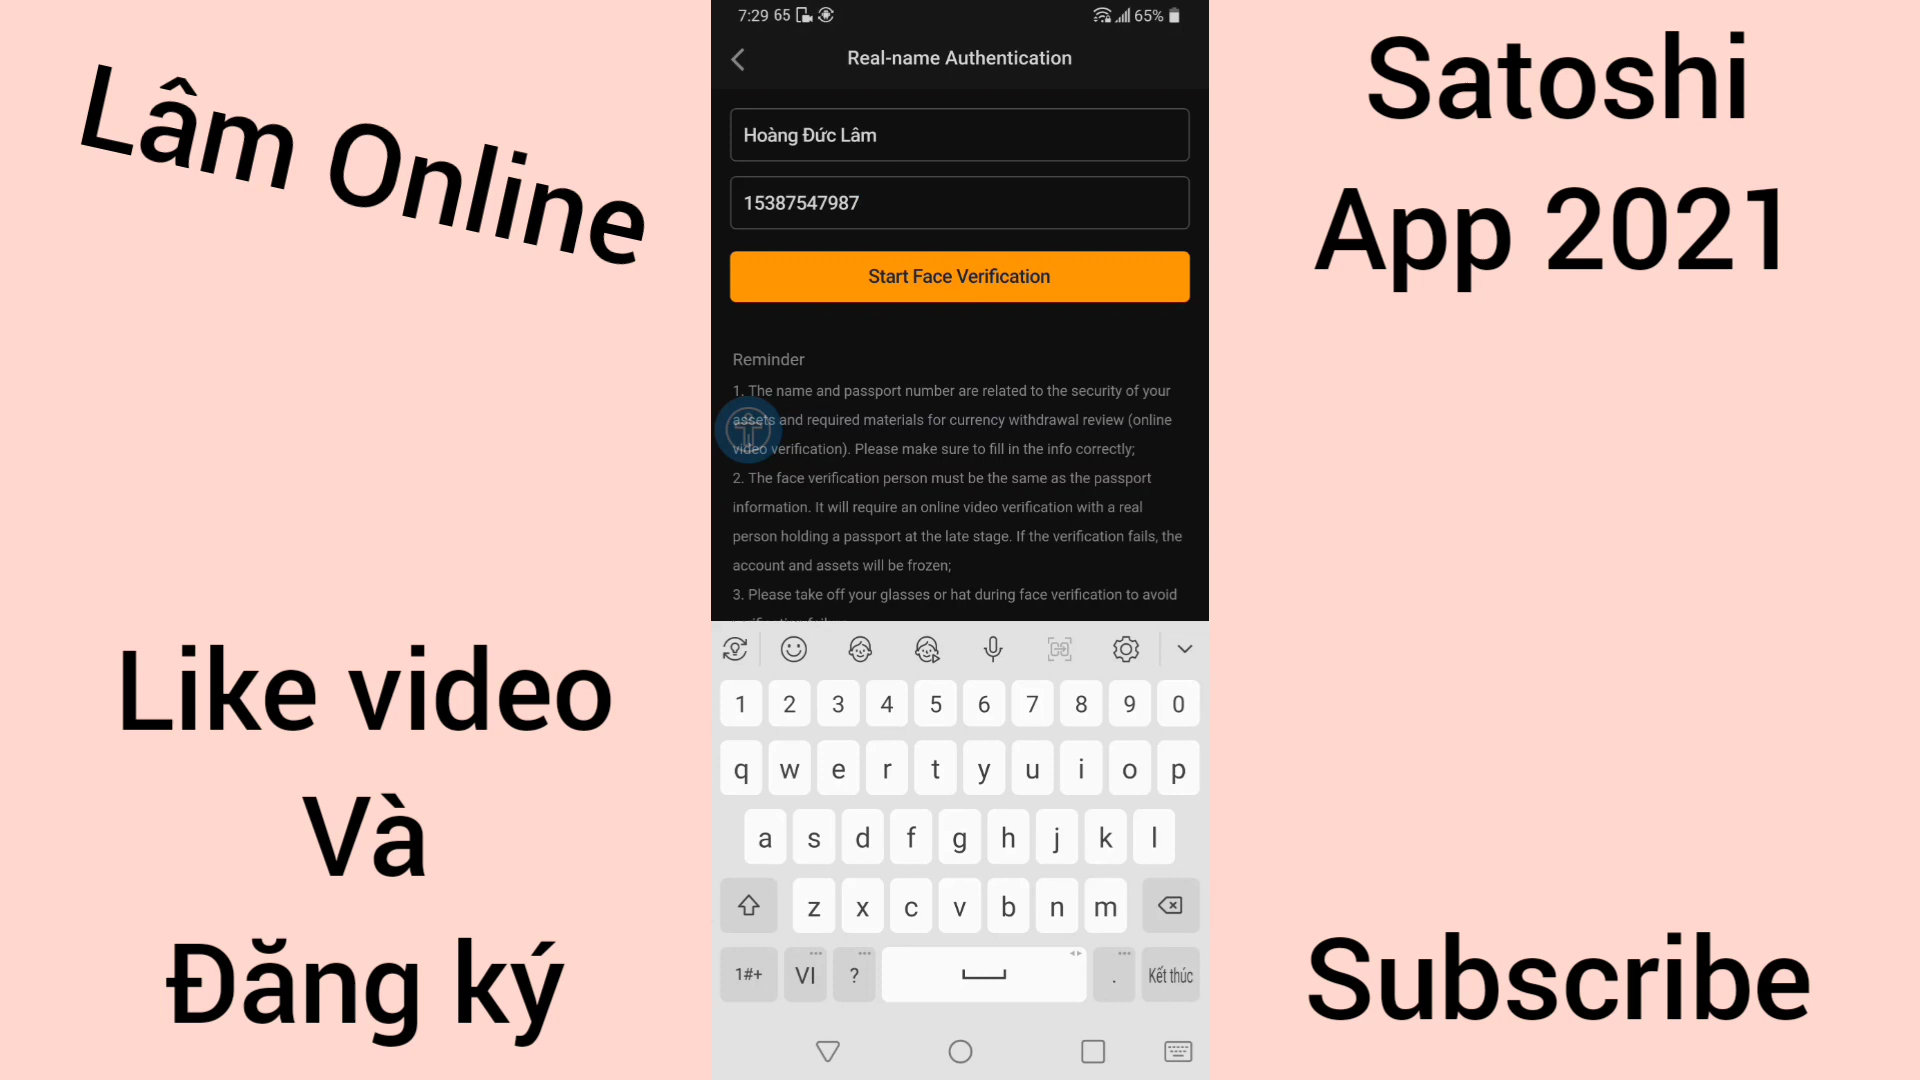 Lâm Online
Like video
Và
Đăng ký
7:29 65 65%
Real-name Authentication
Hoàng Đức Lâm
15387547987
Start Face Verification
Reminder
1. The name and passport number are related to the security of your
assets and required materials for currency withdrawal review (online
video verification). Please make sure to fill in the info correctly;
2. The face verification person must be the same as the passport
information. It will require an online video verification with a real
person holding a passport at the late stage. If the verification fails, the
account and assets will be frozen;
3. Please take off your glasses or hat during face verification to avoid
1 2 3 4 5 6 7 8 9 0
q w e r t y u i o p
a s d f g h j k l
z x c v b n m
1#+ VI ? . Kết thúc
Satoshi
App 2021
Subscribe